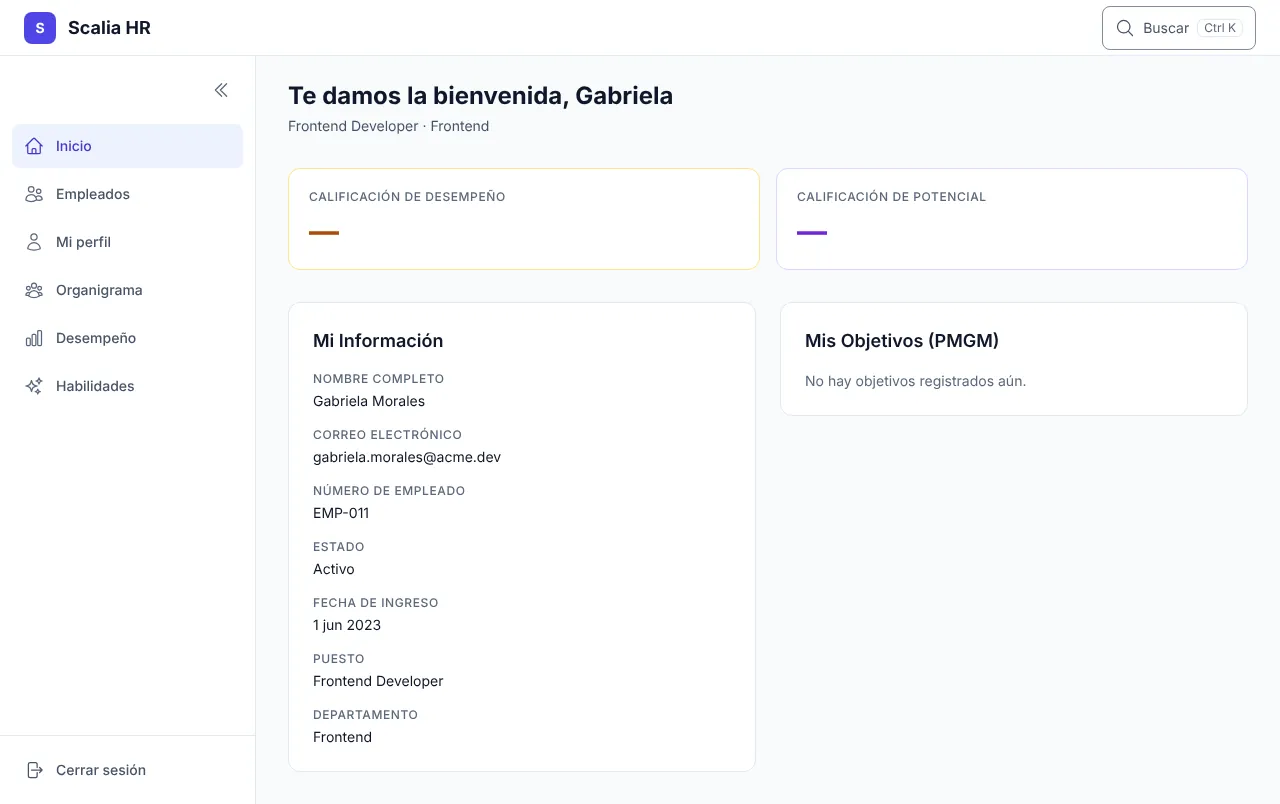 S Scalia HR
Buscar Ctrl K
Inicio
Empleados
Mi perfil
Organigrama
Desempeño
Habilidades
Cerrar sesión
Te damos la bienvenida, Gabriela
Frontend Developer · Frontend
CALIFICACIÓN DE DESEMPEÑO
—
CALIFICACIÓN DE POTENCIAL
—
Mi Información
NOMBRE COMPLETO
Gabriela Morales
CORREO ELECTRÓNICO
gabriela.morales@acme.dev
NÚMERO DE EMPLEADO
EMP-011
ESTADO
Activo
FECHA DE INGRESO
1 jun 2023
PUESTO
Frontend Developer
DEPARTAMENTO
Frontend
Mis Objetivos (PMGM)
No hay objetivos registrados aún.